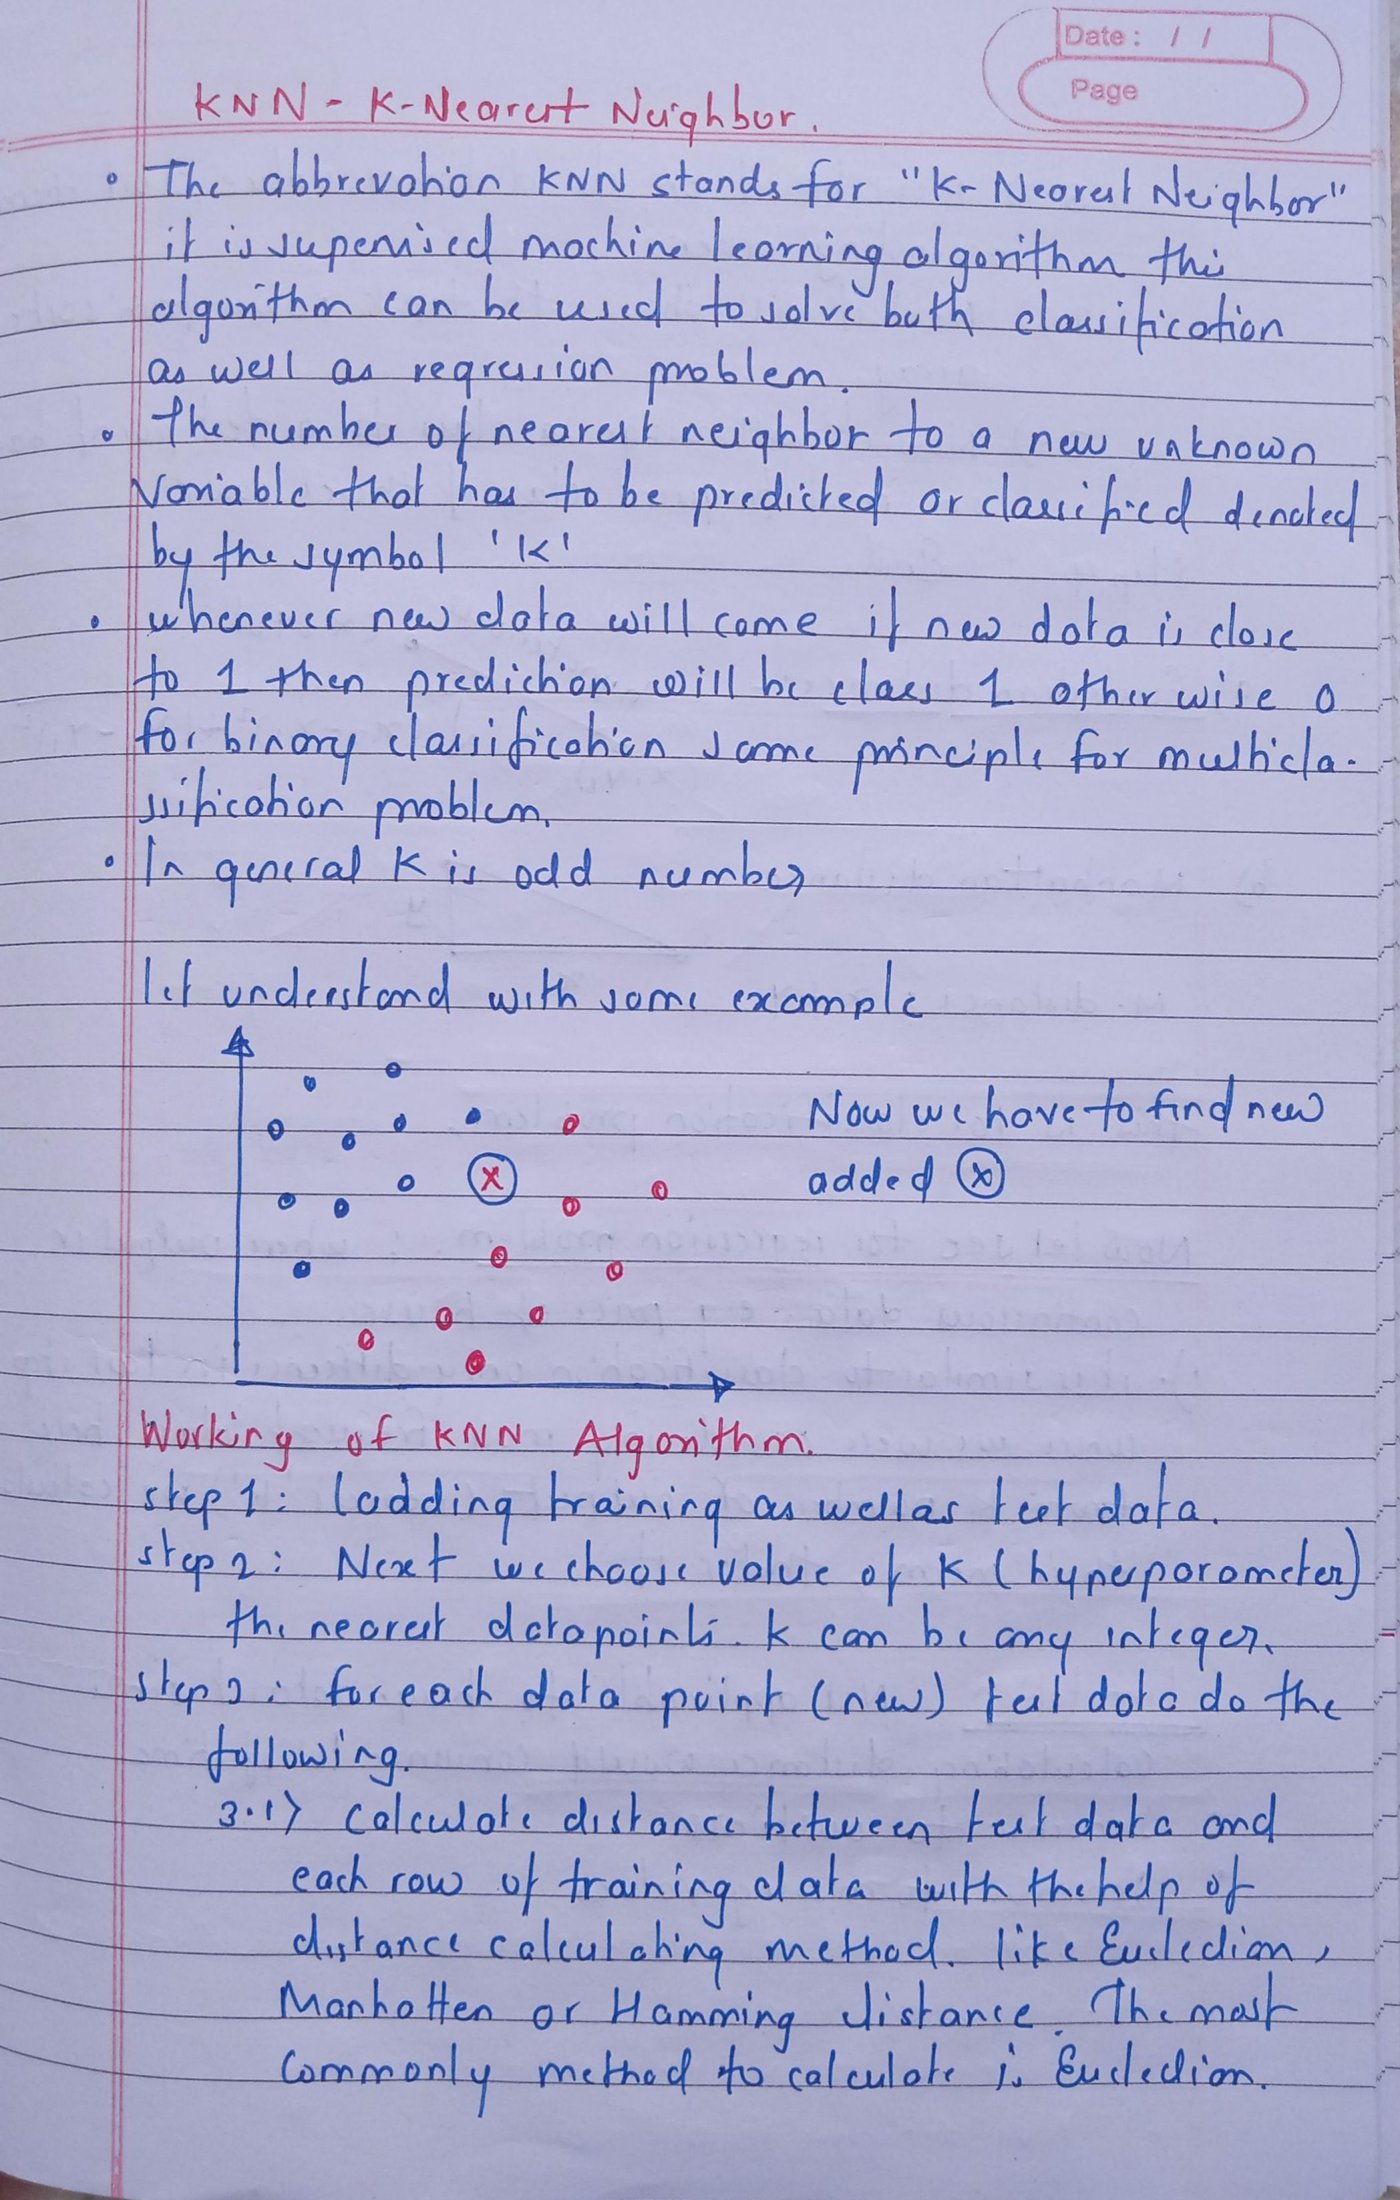 Date : / /
Page
KNN - K-Nearest Neighbor.
• The abbrevation KNN stands for "K- Nearest Neighbor"
it is supervised machine learning algorithm this
algorithm can be used to solve both classification
as well as regression problem.
• The number of nearest neighbor to a new unknown
Variable that has to be predicted or classified denoted
by the symbol 'K'
• whenever new data will come if new data is close
to 1 then prediction will be class 1 other wise 0
for binary classification same principle for multicla-
ssification problem.
• In general K is odd number
let understand with some example
Now we have to find new
added ⓧ
X
Working of KNN Algorithm.
step 1: lodding training as well as test data.
step 2: Next we choose value of K (hyperparameter)
the nearest datapoints. k can be any integer.
step 3: for each data point (new) test data do the
following.
3.1> calculate distance between test data and
each row of training data with the help of
distance calculating method. like Eucledian,
Manhatten or Hamming distance. The most
commonly method to calculate is Eucledian.